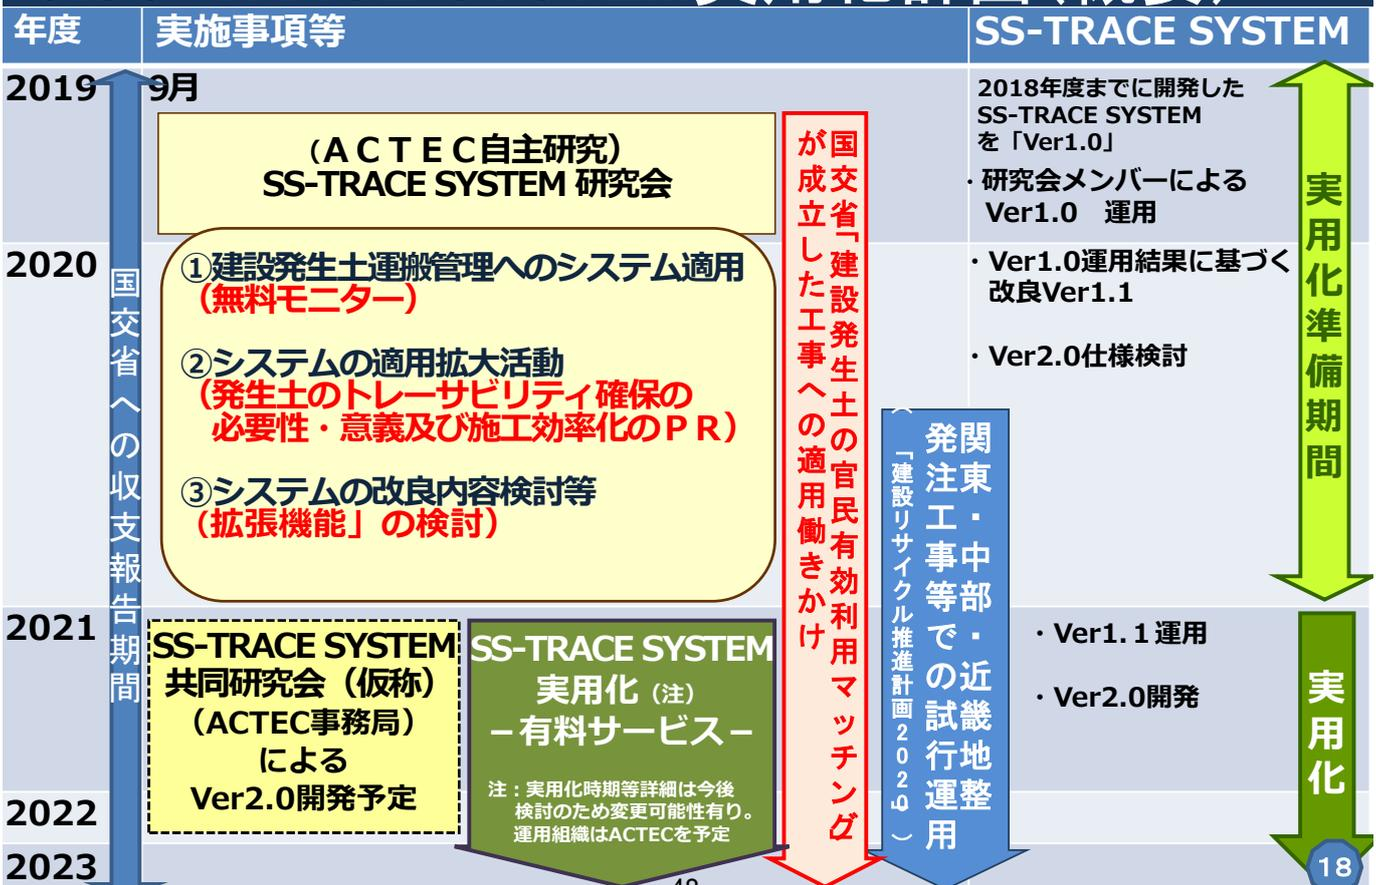 実用化計画(概要)
年度
実施事項等
SS-TRACE SYSTEM
2019
9月
（ＡＣＴＥＣ自主研究）
SS-TRACE SYSTEM 研究会
2018年度までに開発した
SS-TRACE SYSTEM
を「Ver1.0」
・研究会メンバーによる
Ver1.0　運用
2020
①建設発生土運搬管理へのシステム適用
（無料モニター）
②システムの適用拡大活動
（発生土のトレーサビリティ確保の
必要性・意義及び施工効率化のＰＲ）
③システムの改良内容検討等
（拡張機能」の検討）
・Ver1.0運用結果に基づく
改良Ver1.1
・Ver2.0仕様検討
国交省への収支報告期間
国交省「建設発生土の官民有効利用マッチング」
が成立した工事への適用働きかけ
関東・中部・近畿地整
発注工事等での試行運用
（「建設リサイクル推進計画2020」）
実用化準備期間
2021
SS-TRACE SYSTEM
共同研究会（仮称）
（ACTEC事務局）
による
Ver2.0開発予定
SS-TRACE SYSTEM
実用化（注）
－有料サービス－
注：実用化時期等詳細は今後
検討のため変更可能性有り。
運用組織はACTECを予定
・Ver1.１運用
・Ver2.0開発
実用化
2022
2023
18